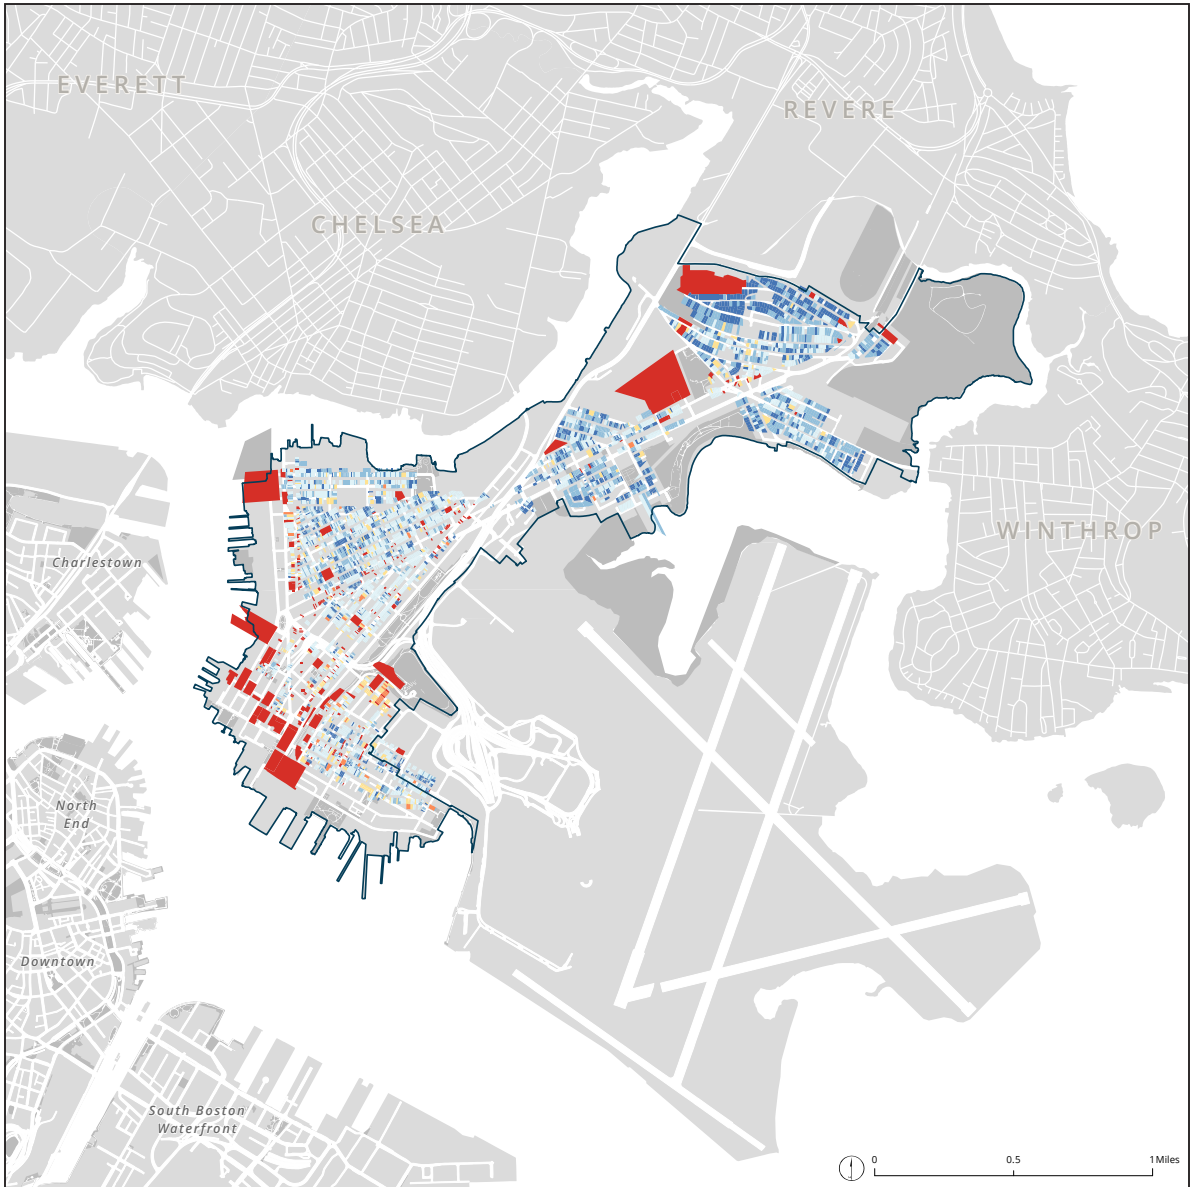 EVERETT
REVERE
CHELSEA
WINTHROP
Charlestown
North
End
Downtown
South Boston
Waterfront
0 0.5 1 Miles